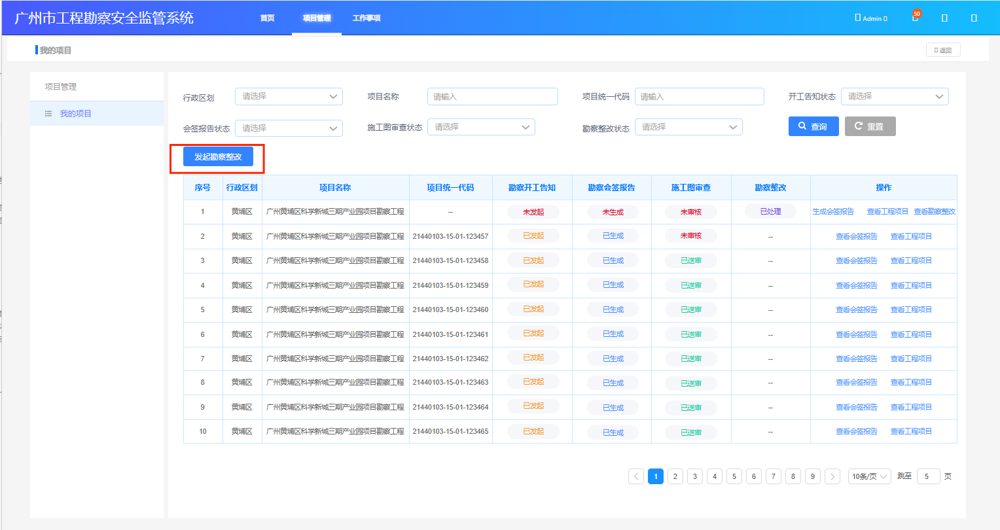 广州市工程勘察安全监管系统 首页 项目管理 工作事项 Admin 50
我的项目 返回
项目管理
我的项目
行政区划 请选择 项目名称 请输入 项目统一代码 请输入 开工告知状态 请选择
会签报告状态 请选择 施工图审查状态 请选择 勘察整改状态 请选择 查询 重置
发起勘察整改
序号 行政区划 项目名称 项目统一代码 勘察开工告知 勘察会签报告 施工图审查 勘察整改 操作
1 黄埔区 广州黄埔区科学新城三期产业园项目勘察工程 -- 未发起 未生成 未审核 已处理 生成会签报告 查看工程项目 查看勘察整改
2 黄埔区 广州黄埔区科学新城三期产业园项目勘察工程 21440103-15-01-123457 已发起 已生成 未审核 -- 查看会签报告 查看工程项目
3 黄埔区 广州黄埔区科学新城三期产业园项目勘察工程 21440103-15-01-123458 已发起 已生成 已送审 -- 查看会签报告 查看工程项目
4 黄埔区 广州黄埔区科学新城三期产业园项目勘察工程 21440103-15-01-123459 已发起 已生成 已送审 -- 查看会签报告 查看工程项目
5 黄埔区 广州黄埔区科学新城三期产业园项目勘察工程 21440103-15-01-123460 已发起 已生成 已送审 -- 查看会签报告 查看工程项目
6 黄埔区 广州黄埔区科学新城三期产业园项目勘察工程 21440103-15-01-123461 已发起 已生成 已送审 -- 查看会签报告 查看工程项目
7 黄埔区 广州黄埔区科学新城三期产业园项目勘察工程 21440103-15-01-123462 已发起 已生成 已送审 -- 查看会签报告 查看工程项目
8 黄埔区 广州黄埔区科学新城三期产业园项目勘察工程 21440103-15-01-123463 已发起 已生成 已送审 -- 查看会签报告 查看工程项目
9 黄埔区 广州黄埔区科学新城三期产业园项目勘察工程 21440103-15-01-123464 已发起 已生成 已送审 -- 查看会签报告 查看工程项目
10 黄埔区 广州黄埔区科学新城三期产业园项目勘察工程 21440103-15-01-123465 已发起 已生成 已送审 -- 查看会签报告 查看工程项目
1 2 3 4 5 6 7 8 9 10条/页 跳至 5 页